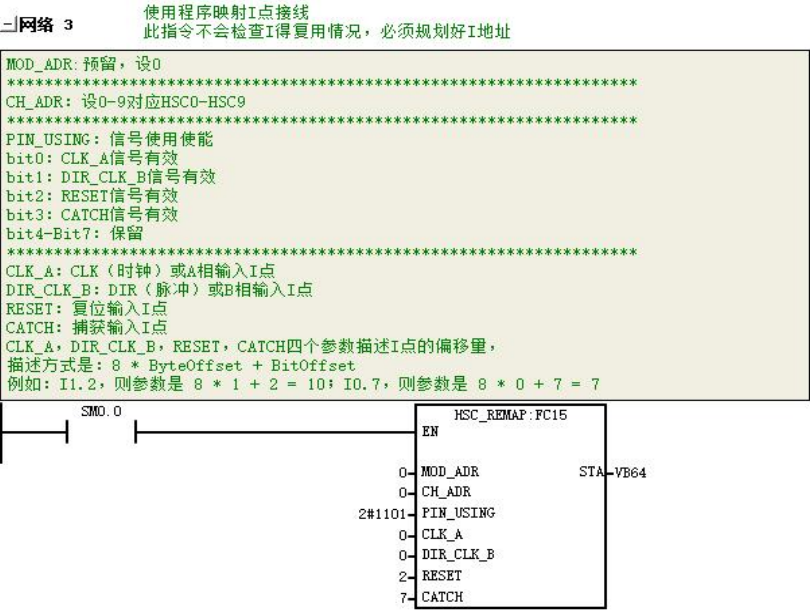 网络 3
使用程序映射I点接线
此指令不会检查I得复用情况，必须规划好I地址
MOD_ADR: 预留，设0
********************************************************************
CH_ADR: 设0-9对应HSC0-HSC9
********************************************************************
PIN_USING: 信号使用使能
bit0: CLK_A信号有效
bit1: DIR_CLK_B信号有效
bit2: RESET信号有效
bit3: CATCH信号有效
bit4-Bit7: 保留
********************************************************************
CLK_A: CLK（时钟）或A相输入I点
DIR_CLK_B: DIR（脉冲）或B相输入I点
RESET: 复位输入I点
CATCH: 捕获输入I点
CLK_A，DIR_CLK_B，RESET，CATCH四个参数描述I点的偏移量，
描述方式是: 8 * ByteOffset + BitOffset
例如: I1.2，则参数是 8 * 1 + 2 = 10; I0.7，则参数是 8 * 0 + 7 = 7
SM0.0
HSC_REMAP:FC15
EN
0 MOD_ADR STA VB64
0 CH_ADR
2#1101 PIN_USING
0 CLK_A
0 DIR_CLK_B
2 RESET
7 CATCH